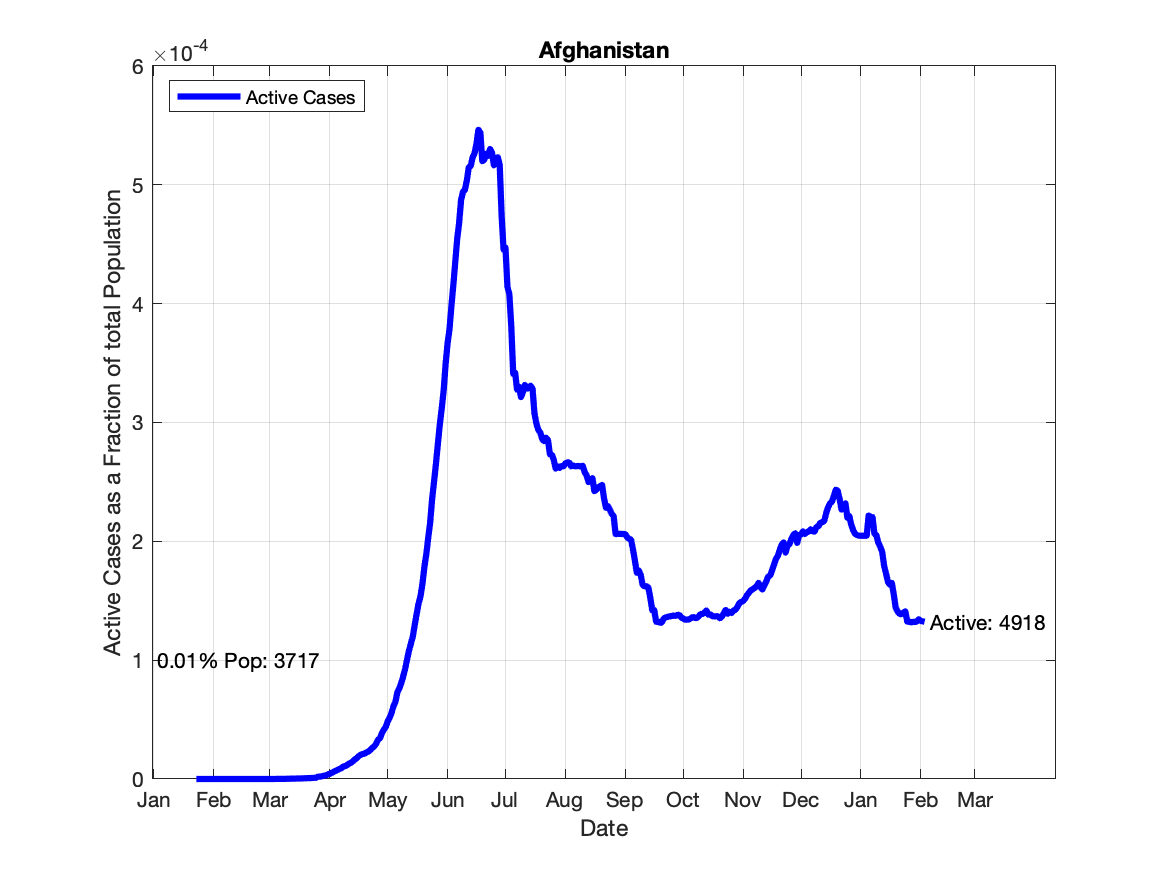 Afghanistan
×10-4
6
5
4
3
2
1
0
Active Cases as a Fraction of total Population
Active Cases
0.01% Pop: 3717
Active: 4918
Jan Feb Mar Apr May Jun Jul Aug Sep Oct Nov Dec Jan Feb Mar
Date